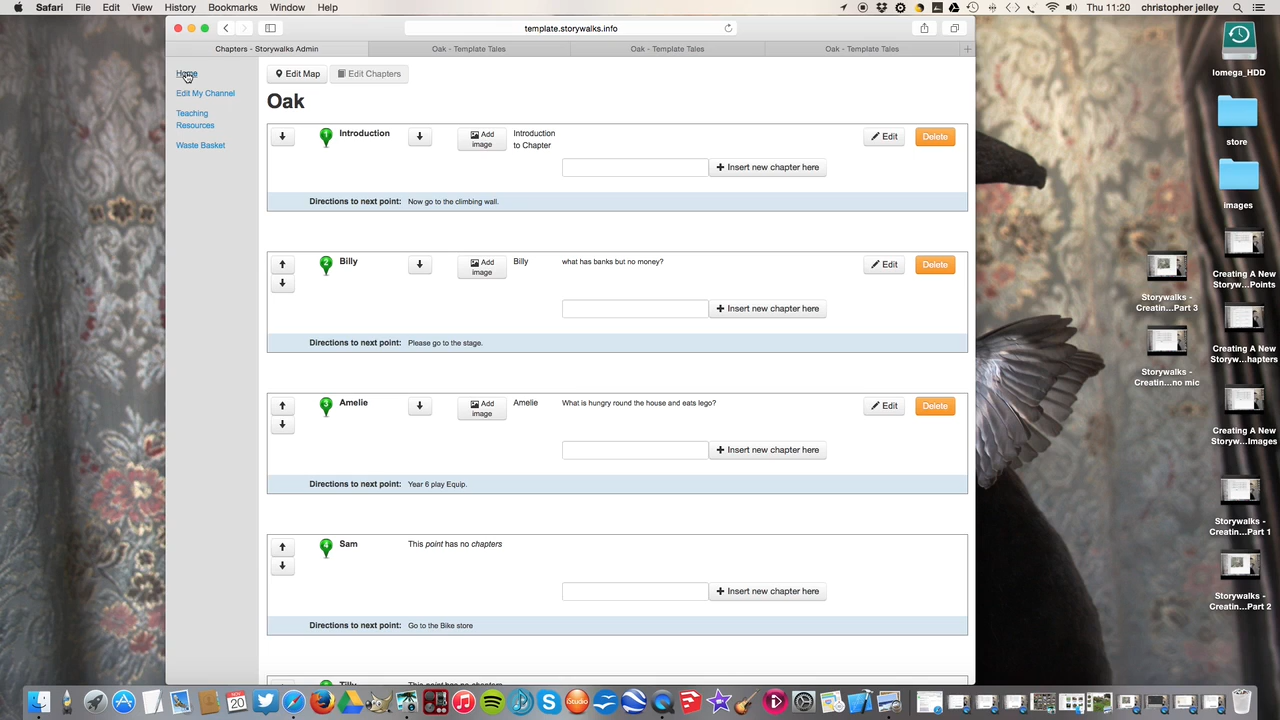 Safari File Edit View History Bookmarks Window Help
Thu 11:20 christopher jelley
template.storywalks.info
Chapters - Storywalks Admin
Oak - Template Tales
Oak - Template Tales
Oak - Template Tales
Home
Edit My Channel
Teaching
Resources
Waste Basket
Edit Map
Edit Chapters
Oak
1 Introduction
Add
image
Introduction
to Chapter
Edit
Delete
Insert new chapter here
Directions to next point: Now go to the climbing wall.
2 Billy
Add
image
Billy
what has banks but no money?
Edit
Delete
Insert new chapter here
Directions to next point: Please go to the stage.
3 Amelie
Add
image
Amelie
What is hungry round the house and eats lego?
Edit
Delete
Insert new chapter here
Directions to next point: Year 6 play Equip.
4 Sam
This point has no chapters
Insert new chapter here
Directions to next point: Go to the Bike store
Iomega_HDD
store
images
Creating A New
Storyw...Points
Storywalks -
Creatin...Part 3
Creating A New
Storyw...hapters
Storywalks -
Creatin...no mic
Creating A New
Storyw...Images
Storywalks -
Creatin...Part 1
Storywalks -
Creatin...Part 2
NOV
20
iStudio